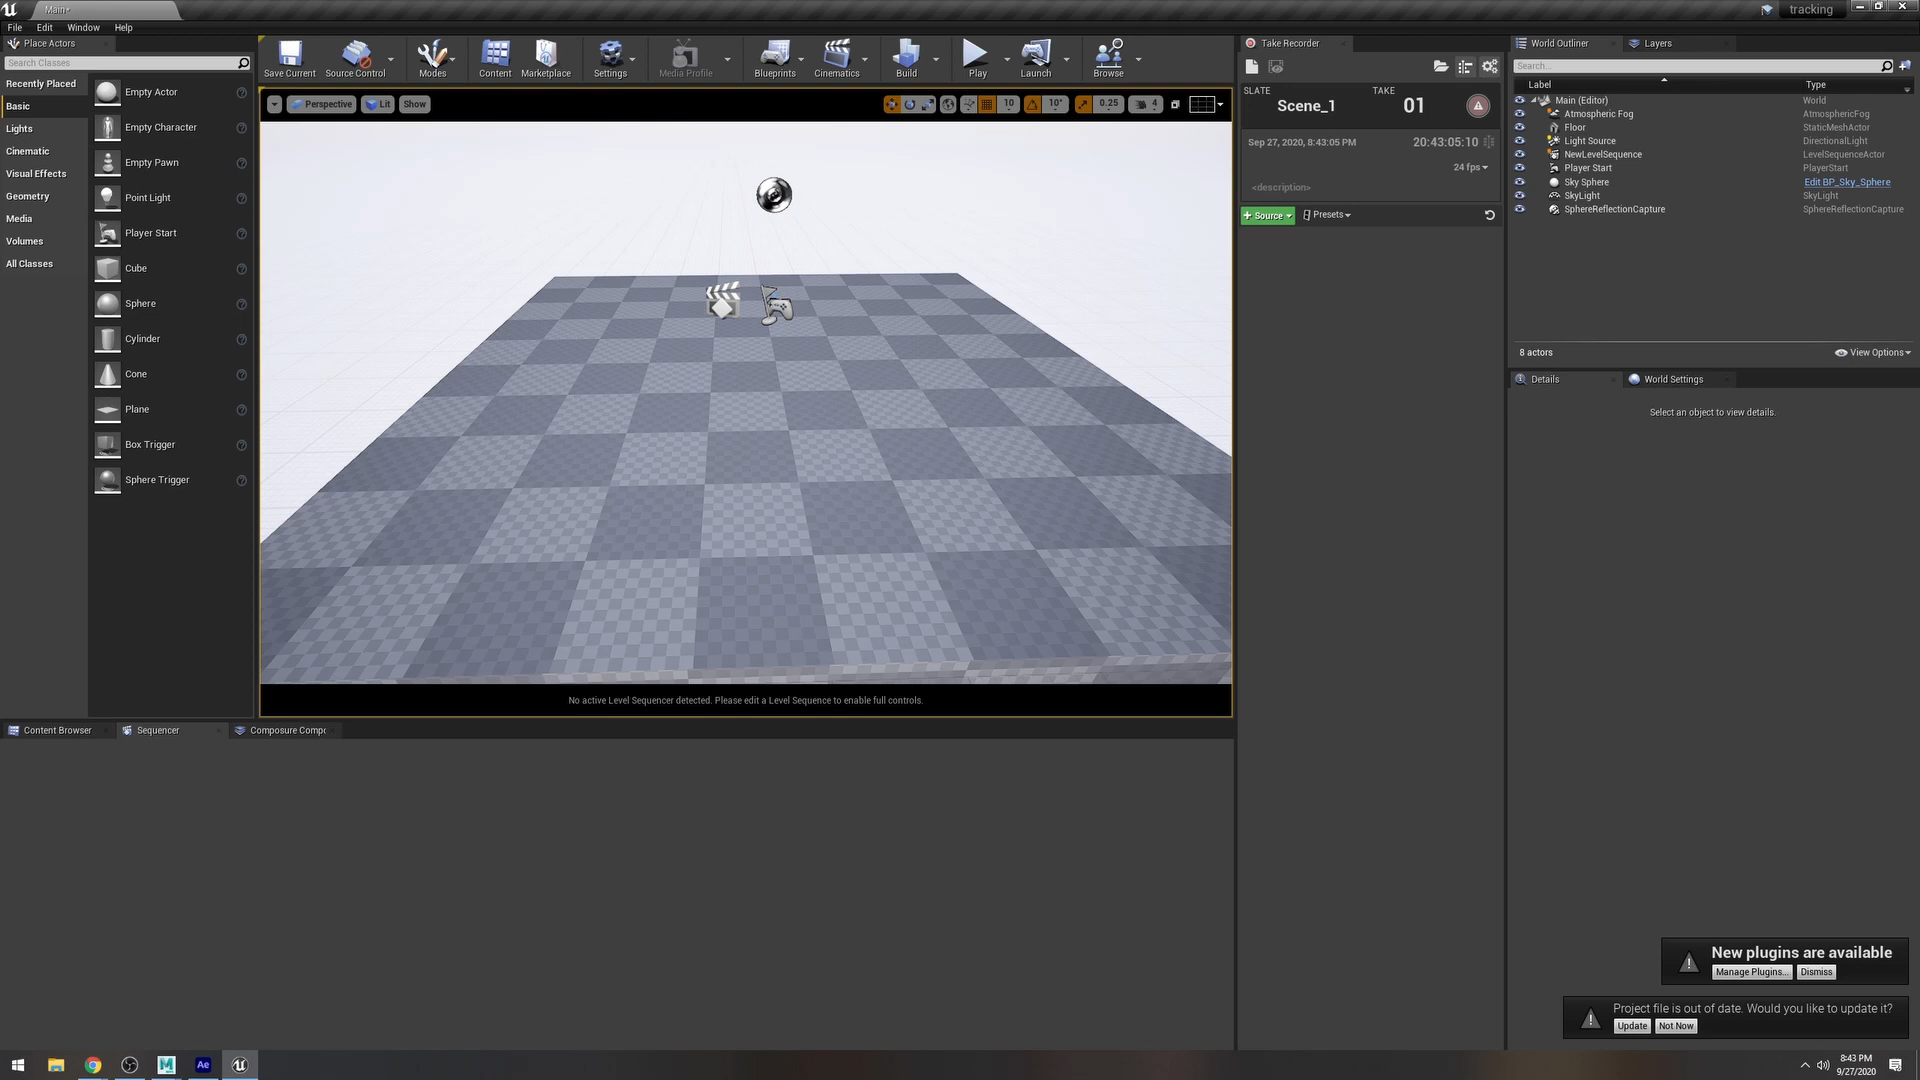 Main*
tracking
File Edit Window Help
Place Actors
Search Classes
Recently Placed
Basic
Lights
Cinematic
Visual Effects
Geometry
Media
Volumes
All Classes
Empty Actor
Empty Character
Empty Pawn
Point Light
Player Start
Cube
Sphere
Cylinder
Cone
Plane
Box Trigger
Sphere Trigger
Save Current Source Control Modes Content Marketplace Settings Media Profile Blueprints Cinematics Build Play Launch Browse
Perspective Lit Show 10 10° 0.25 4
No active Level Sequencer detected. Please edit a Level Sequence to enable full controls.
Content Browser Sequencer Composure Compo
Take Recorder
SLATE TAKE
Scene_1 01
Sep 27, 2020, 8:43:05 PM 20:43:05:10
24 fps
<description>
+ Source Presets
World Outliner Layers
Search...
Label Type
Main (Editor) World
Atmospheric Fog AtmosphericFog
Floor StaticMeshActor
Light Source DirectionalLight
NewLevelSequence LevelSequenceActor
Player Start PlayerStart
Sky Sphere Edit BP_Sky_Sphere
SkyLight SkyLight
SphereReflectionCapture SphereReflectionCapture
8 actors View Options
Details World Settings
Select an object to view details.
New plugins are available
Manage Plugins... Dismiss
Project file is out of date. Would you like to update it?
Update Not Now
M Ae
8:43 PM
9/27/2020